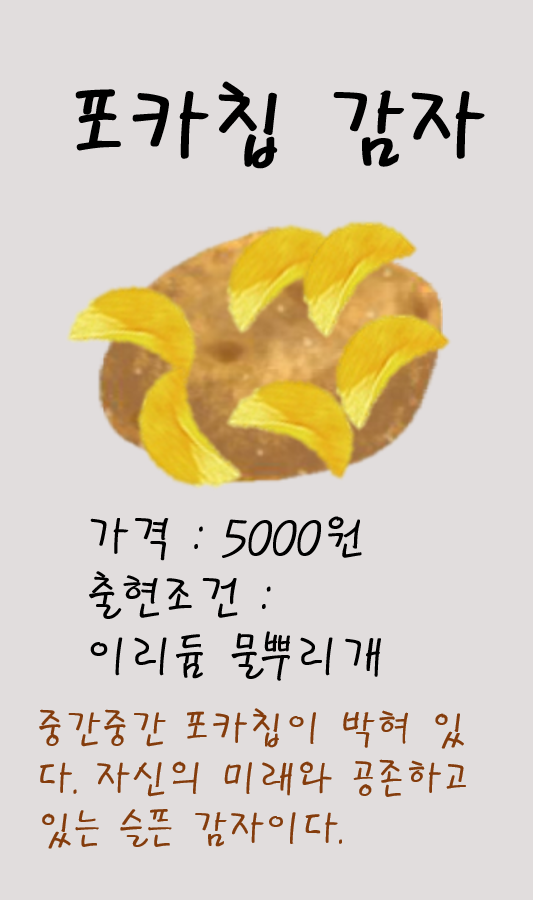 포카칩 감자
가격 : 5000원
출현조건 :
이리듐 물뿌리개
중간중간 포카칩이 박혀 있
다. 자신의 미래와 공존하고
있는 슬픈 감자이다.